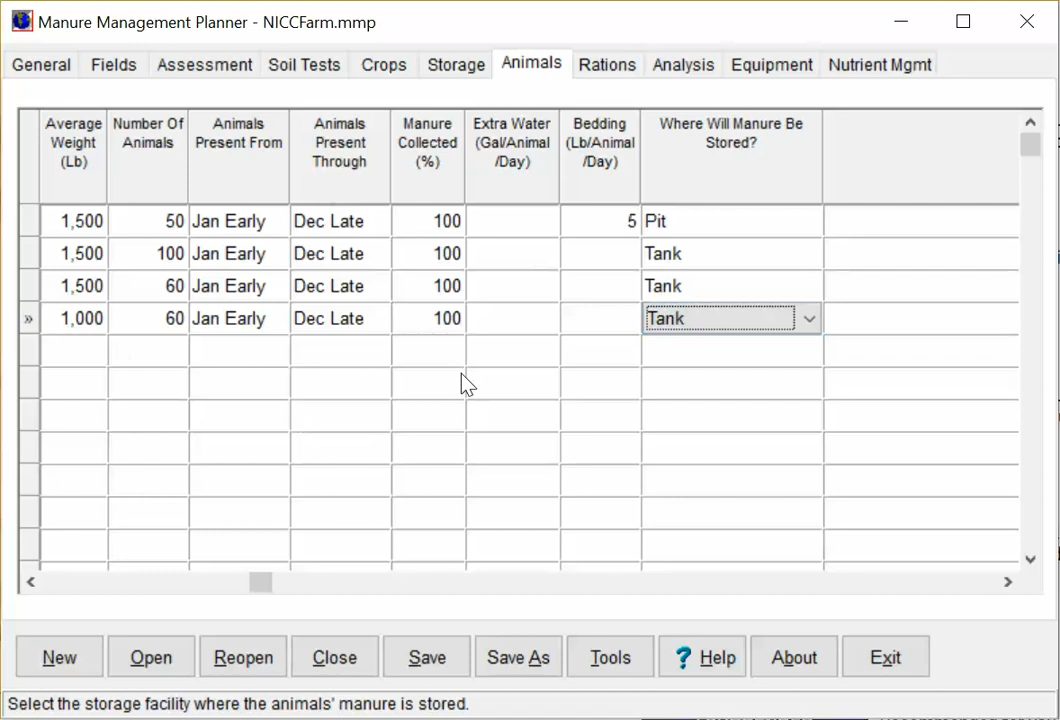 Manure Management Planner - NICCFarm.mmp
General Fields Assessment Soil Tests Crops Storage Animals Rations Analysis Equipment Nutrient Mgmt
Average Weight (Lb) Number Of Animals Animals Present From Animals Present Through Manure Collected (%) Extra Water (Gal/Animal /Day) Bedding (Lb/Animal /Day) Where Will Manure Be Stored?
1,500 50 Jan Early Dec Late 100 5 Pit
1,500 100 Jan Early Dec Late 100 Tank
1,500 60 Jan Early Dec Late 100 Tank
» 1,000 60 Jan Early Dec Late 100 Tank
New Open Reopen Close Save Save As Tools ? Help About Exit
Select the storage facility where the animals' manure is stored.